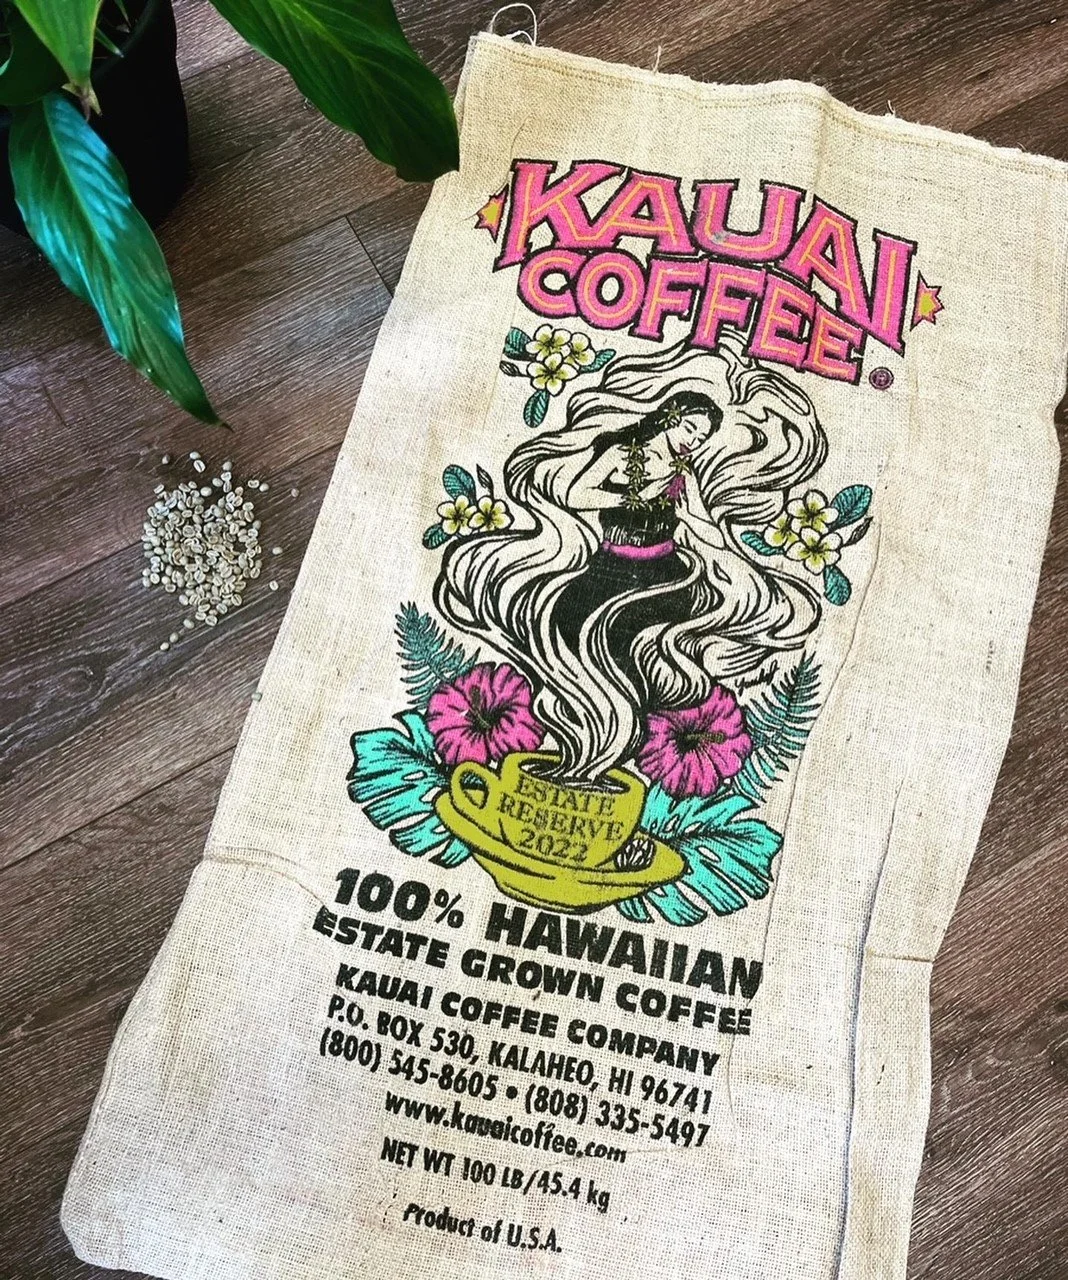 KAUAI
COFFEE®
ESTATE
RESERVE
2022
100% HAWAIIAN
ESTATE GROWN COFFEE
KAUAI COFFEE COMPANY
P.O. BOX 530, KALAHEO, HI 96741
(800) 545-8605 • (808) 335-5497
www.kauaicoffee.com
NET WT 100 LB/45.4 kg
Product of U.S.A.